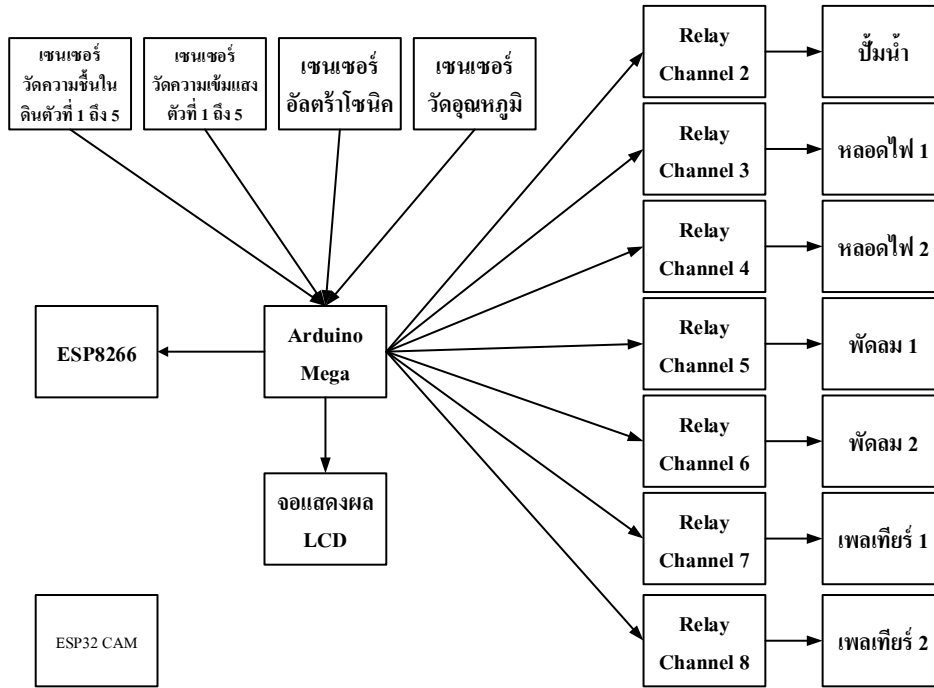 เซนเซอร์
วัดความชื้นใน
ดินตัวที่ 1 ถึง 5
เซนเซอร์
วัดความเข้มแสง
ตัวที่ 1 ถึง 5
เซนเซอร์
อัลตร้าโซนิค
เซนเซอร์
วัดอุณหภูมิ
Relay
Channel 2
ปั้มน้ำ
Relay
Channel 3
หลอดไฟ 1
Relay
Channel 4
หลอดไฟ 2
ESP8266
Arduino
Mega
Relay
Channel 5
พัดลม 1
Relay
Channel 6
พัดลม 2
จอแสดงผล
LCD
Relay
Channel 7
เพลเทียร์ 1
ESP32 CAM
Relay
Channel 8
เพลเทียร์ 2